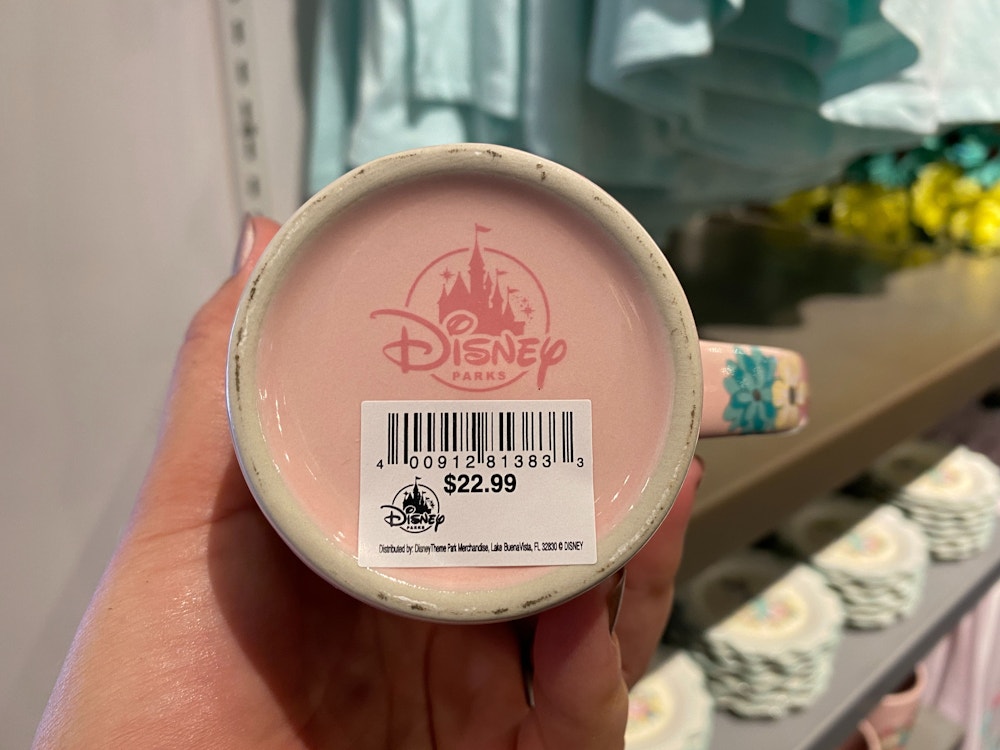 Disney
PARKS
4 00912 81383 3
$22.99
Disney
PARKS
Distributed by: Disney Theme Park Merchandise, Lake Buena Vista, FL 32830 © DISNEY